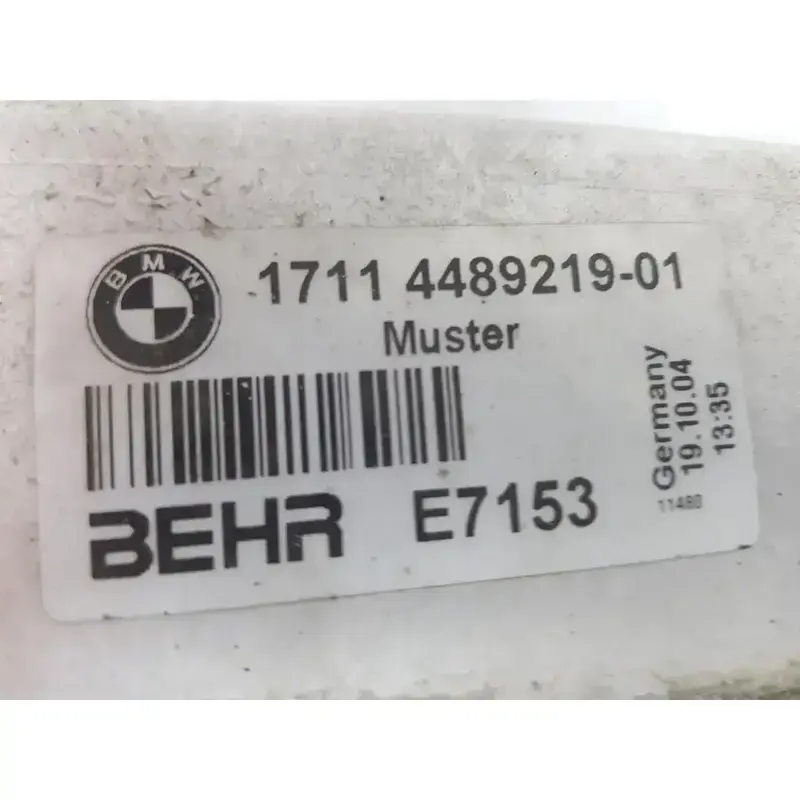 BMW
1711 4489219-01
Muster
BEHR E7153
Germany
19.10.04
13:35
11480